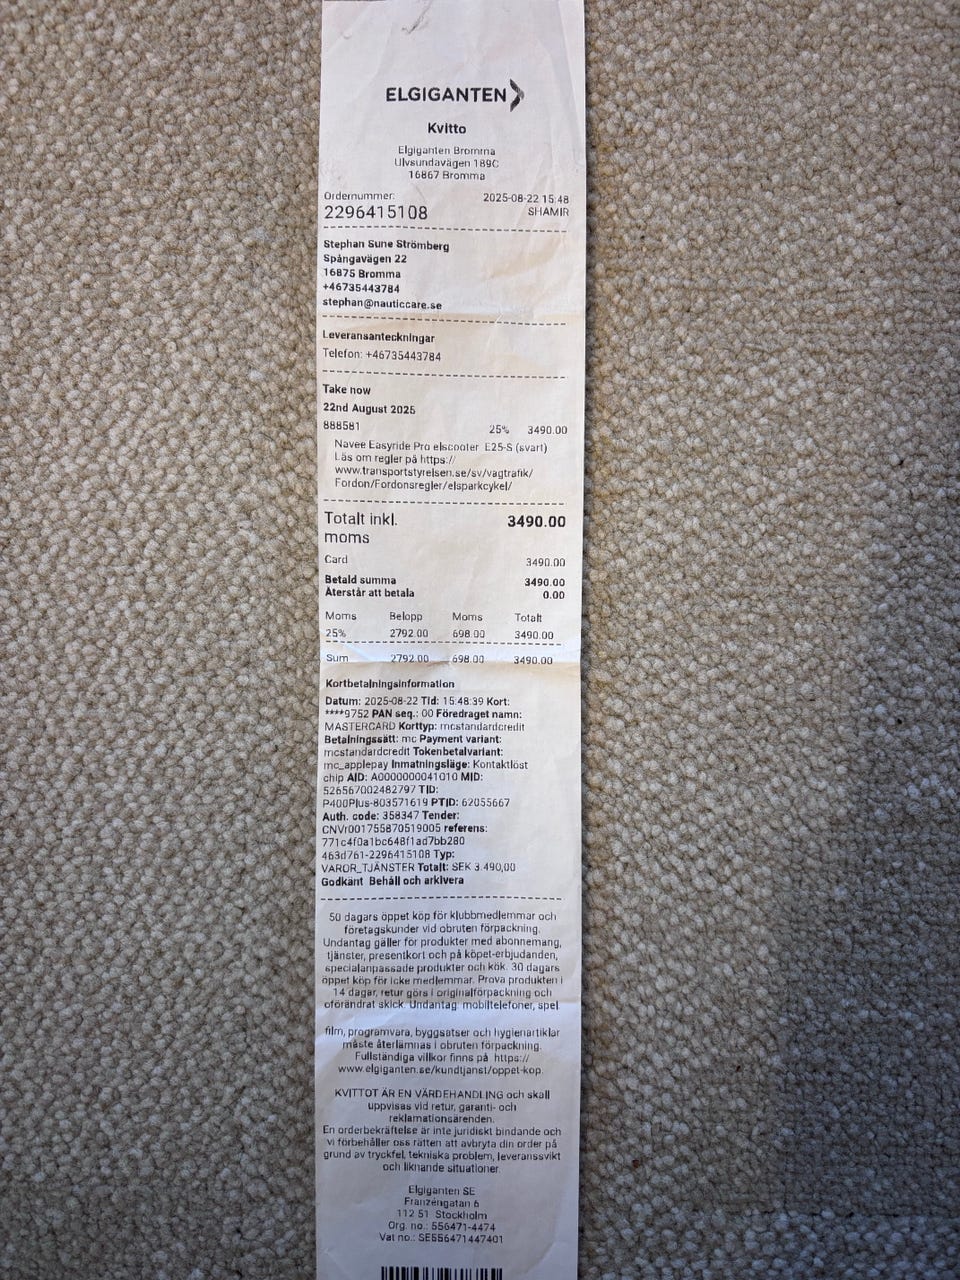 ELGIGANTEN
Kvitto
Elgiganten Bromma
Ulvsundavägen 189C
16867 Bromma
Ordernummer: 2025-08-22 15:48
2296415108 SHAMIR
Stephan Sune Strömberg
Spångavägen 22
16875 Bromma
+46735443784
stephan@nauticcare.se
Leveransanteckningar
Telefon: +46735443784
Take now
22nd August 2025
888581 25% 3490.00
Navee Easyride Pro elscooter E25-S (svart)
Läs om regler på https://
www.transportstyrelsen.se/sv/vagtrafik/
Fordon/Fordonsregler/elsparkcykel/
Totalt inkl. 3490.00
moms
Card 3490.00
Betald summa 3490.00
Återstår att betala 0.00
Moms Belopp Moms Totalt
25% 2792.00 698.00 3490.00
Sum 2792.00 698.00 3490.00
Kortbetalningsinformation
Datum: 2025-08-22 Tid: 15:48:39 Kort:
****9752 PAN seq.: 00 Föredraget namn:
MASTERCARD Korttyp: mcstandardcredit
Betalningssätt: mc Payment variant:
mcstandardcredit Tokenbetalvariant:
mc_applepay Inmatningsläge: Kontaktlöst
chip AID: A0000000041010 MID:
526567002482797 TID:
P400Plus-803571619 PTID: 62055667
Auth. code: 358347 Tender:
CNVr001755870519005 referens:
771c4f0a1bc648f1ad7bb280
463d761-2296415108 Typ:
VAROR_TJÄNSTER Totalt: SEK 3.490,00
Godkänt Behåll och arkivera
50 dagars öppet köp för klubbmedlemmar och
företagskunder vid obruten förpackning.
Undantag gäller för produkter med abonnemang,
tjänster, presentkort och på köpet-erbjudanden,
specialanpassade produkter och kök. 30 dagars
öppet köp för icke medlemmar. Prova produkten i
14 dagar, retur görs i originalförpackning och
oförändrat skick. Undantag: mobiltelefoner, spel
film, programvara, byggsatser och hygienartiklar
måste återlämnas i obruten förpackning.
Fullständiga villkor finns på https://
www.elgiganten.se/kundtjanst/oppet-kop.
KVITTOT ÄR EN VÄRDEHANDLING och skall
uppvisas vid retur, garanti- och
reklamationsärenden.
En orderbekräftelse är inte juridiskt bindande och
vi förbehåller oss rätten att avbryta din order på
grund av tryckfel, tekniska problem, leveranssvikt
och liknande situationer.
Elgiganten SE
Franzéngatan 6
112 51 Stockholm
Org. no.: 556471-4474
Vat no.: SE556471447401